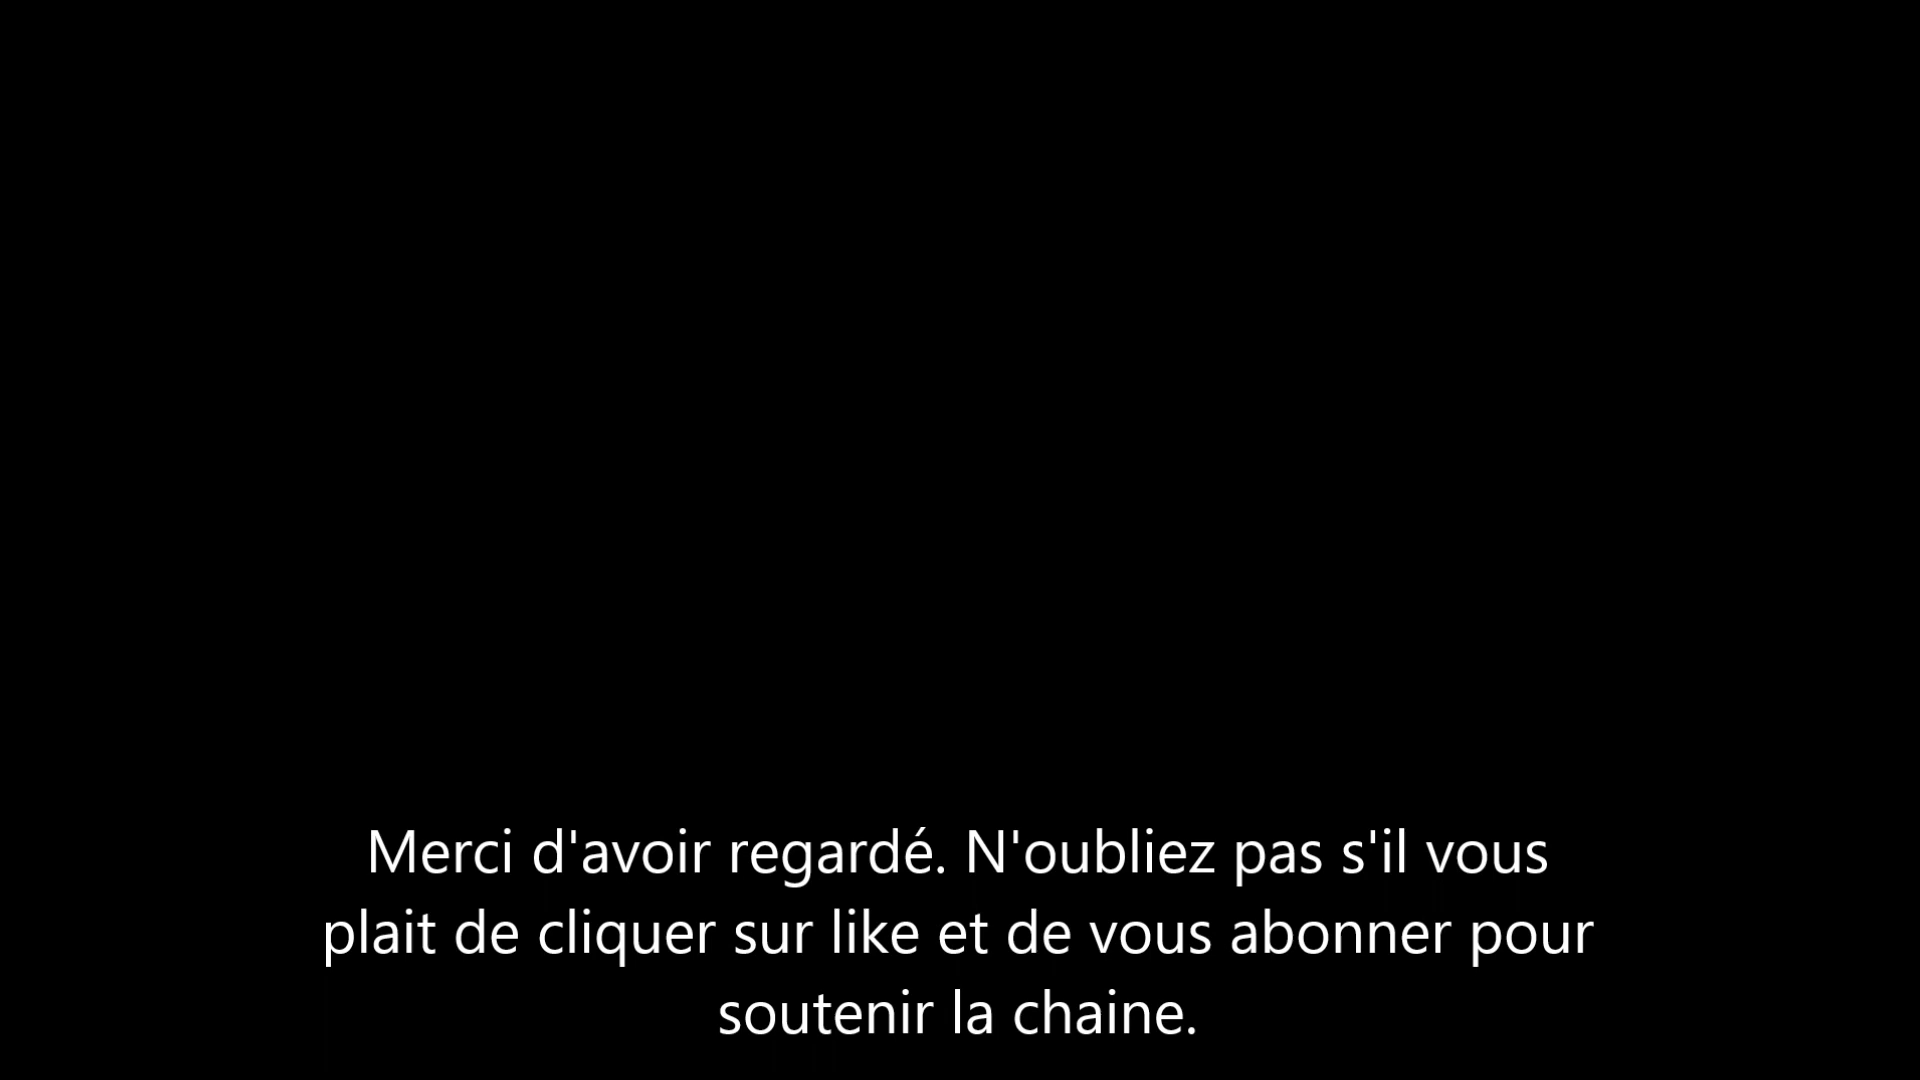 Merci d'avoir regardé. N'oubliez pas s'il vous
plait de cliquer sur like et de vous abonner pour
soutenir la chaine.